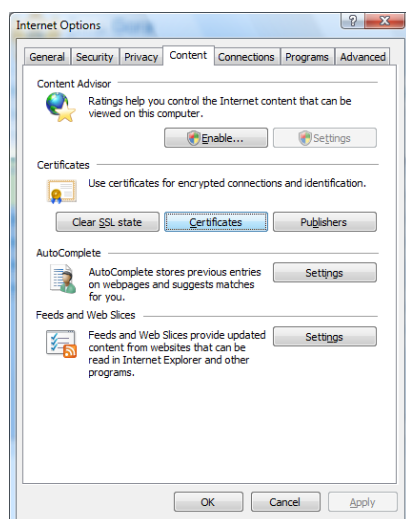 Internet Options
?
X
General Security Privacy Content Connections Programs Advanced
Content Advisor
Ratings help you control the Internet content that can be
viewed on this computer.
Enable... Settings
Certificates
Use certificates for encrypted connections and identification.
Clear SSL state Certificates Publishers
AutoComplete
AutoComplete stores previous entries
on webpages and suggests matches
for you.
Settings
Feeds and Web Slices
Feeds and Web Slices provide updated
content from websites that can be
read in Internet Explorer and other
programs.
Settings
OK Cancel Apply